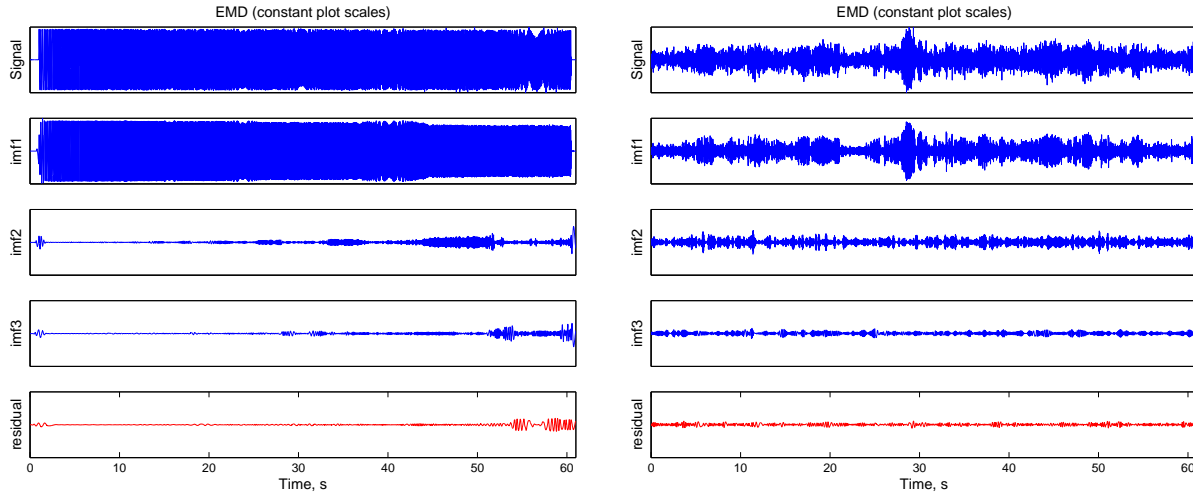 EMD (constant plot scales)
Signal
imf1
imf2
imf3
residual
0 10 20 30 40 50 60
Time, s
EMD (constant plot scales)
Signal
imf1
imf2
imf3
residual
0 10 20 30 40 50 60
Time, s